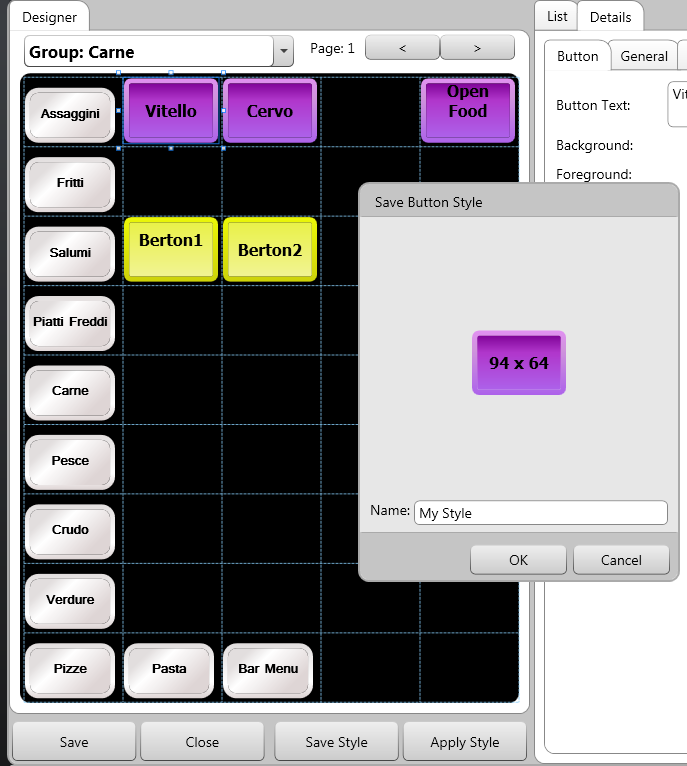 Designer
List
Details
Group: Carne
Page: 1
<
>
Button
General
Assaggini
Vitello
Cervo
Open
Food
Button Text:
Vit
Background:
Foreground:
Fritti
Save Button Style
Salumi
Berton1
Berton2
Piatti Freddi
94 x 64
Carne
Pesce
Crudo
Name:
My Style
OK
Cancel
Verdure
Pizze
Pasta
Bar Menu
Save
Close
Save Style
Apply Style